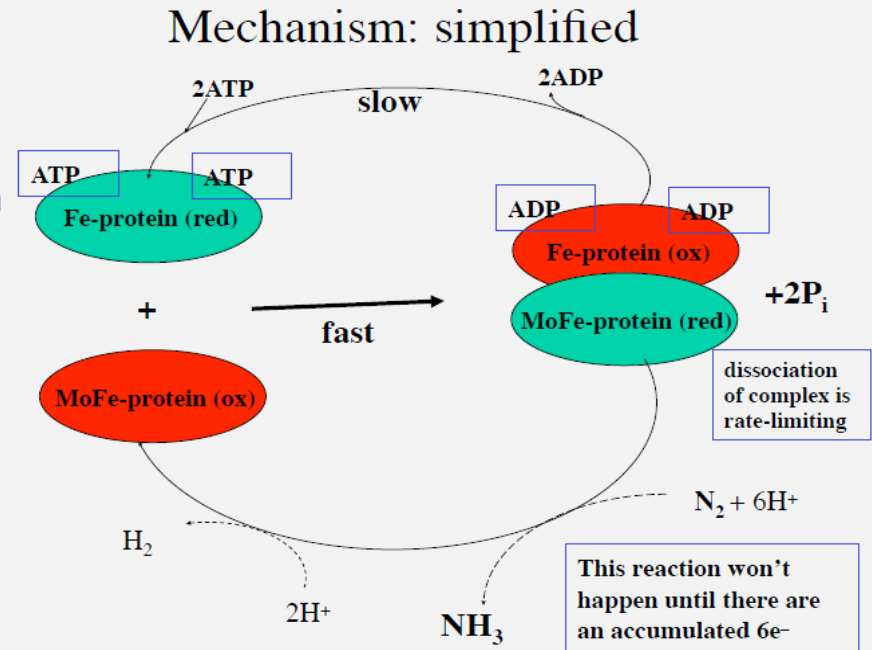 Mechanism: simplified
2ATP
slow
2ADP
ATP
ATP
Fe-protein (red)
ADP
ADP
Fe-protein (ox)
+
fast
MoFe-protein (red)
+2Pi
MoFe-protein (ox)
dissociation
of complex is
rate-limiting
N2 + 6H+
H2
2H+
NH3
This reaction won't
happen until there are
an accumulated 6e–